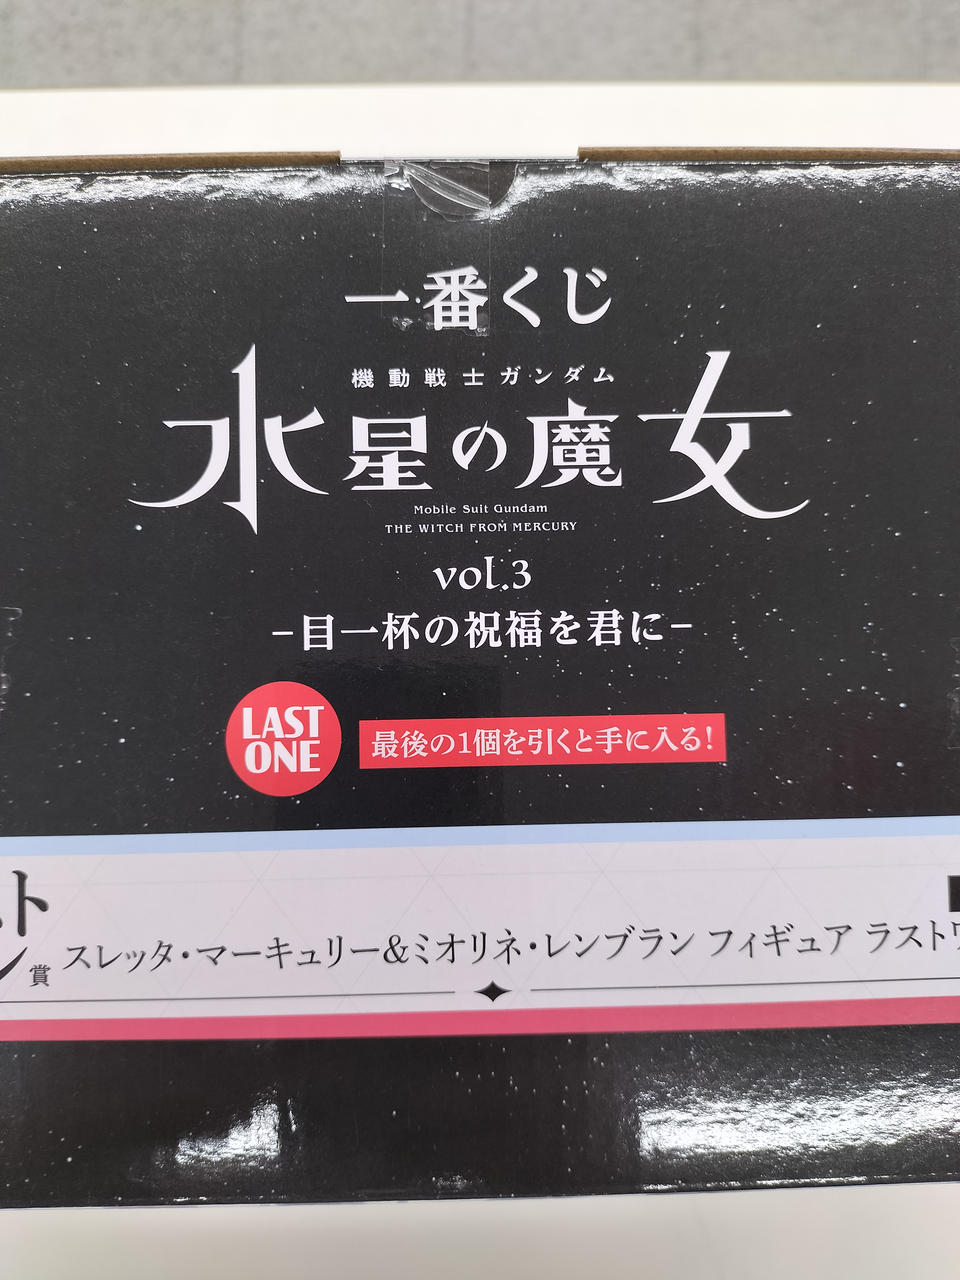 一番くじ
機動戦士ガンダム
水星の魔女
Mobile Suit Gundam
THE WITCH FROM MERCURY
vol.3
−目一杯の祝福を君に−
LAST
ONE
最後の1個を引くと手に入る!
スト
賞 スレッタ・マーキュリー&ミオリネ・レンブラン フィギュア ラスト